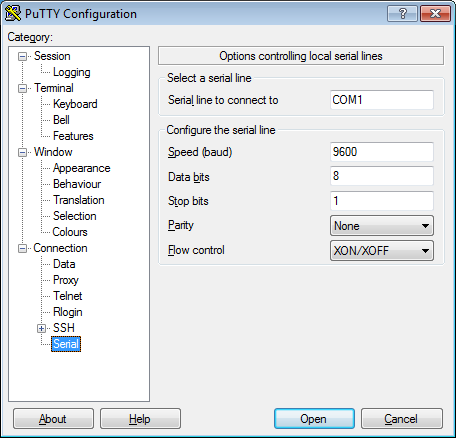 PuTTY Configuration
Category:
Session
Logging
Terminal
Keyboard
Bell
Features
Window
Appearance
Behaviour
Translation
Selection
Colours
Connection
Data
Proxy
Telnet
Rlogin
SSH
Serial
Options controlling local serial lines
Select a serial line
Serial line to connect to COM1
Configure the serial line
Speed (baud) 9600
Data bits 8
Stop bits 1
Parity None
Flow control XON/XOFF
About Help Open Cancel